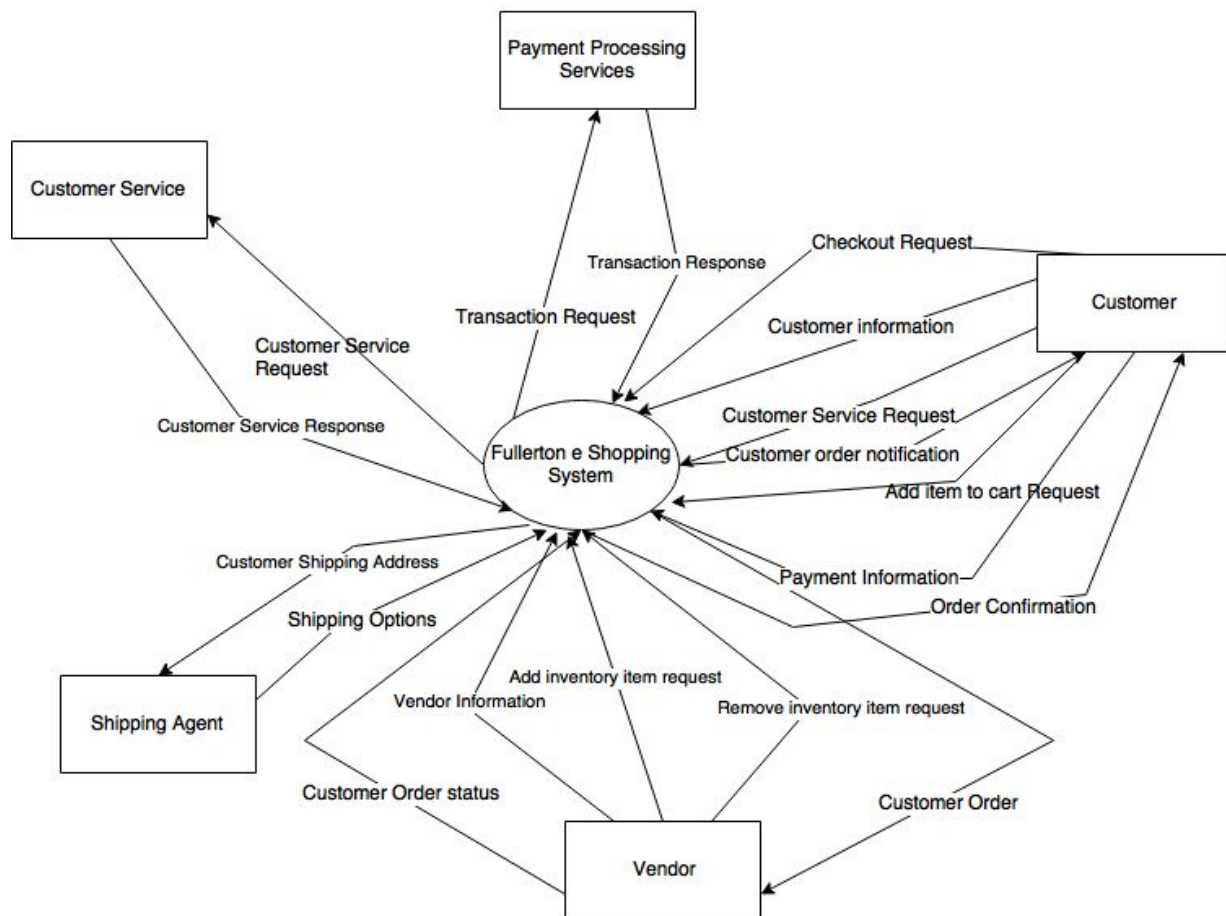 Payment Processing
Services
Customer Service
Checkout Request
Transaction Response
Customer
Transaction Request
Customer information
Customer Service
Request
Customer Service Request
Customer Service Response
Fullerton e Shopping
System
Customer order notification
Add item to cart Request
Customer Shipping Address
Payment Information
Order Confirmation
Shipping Options
Add inventory item request
Vendor Information
Remove inventory item request
Shipping Agent
Customer Order status
Customer Order
Vendor